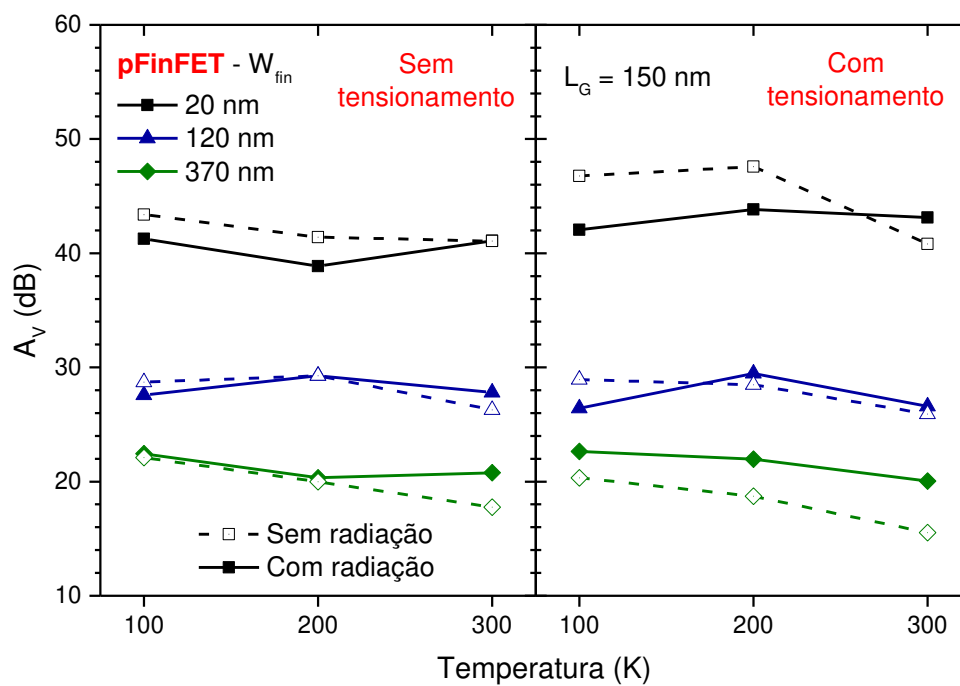 60
50
40
30
20
10
A_V (dB)
pFinFET - W_fin
20 nm
120 nm
370 nm
Sem
tensionamento
L_G = 150 nm
Com
tensionamento
Sem radiação
Com radiação
100
200
300
100
200
300
Temperatura (K)